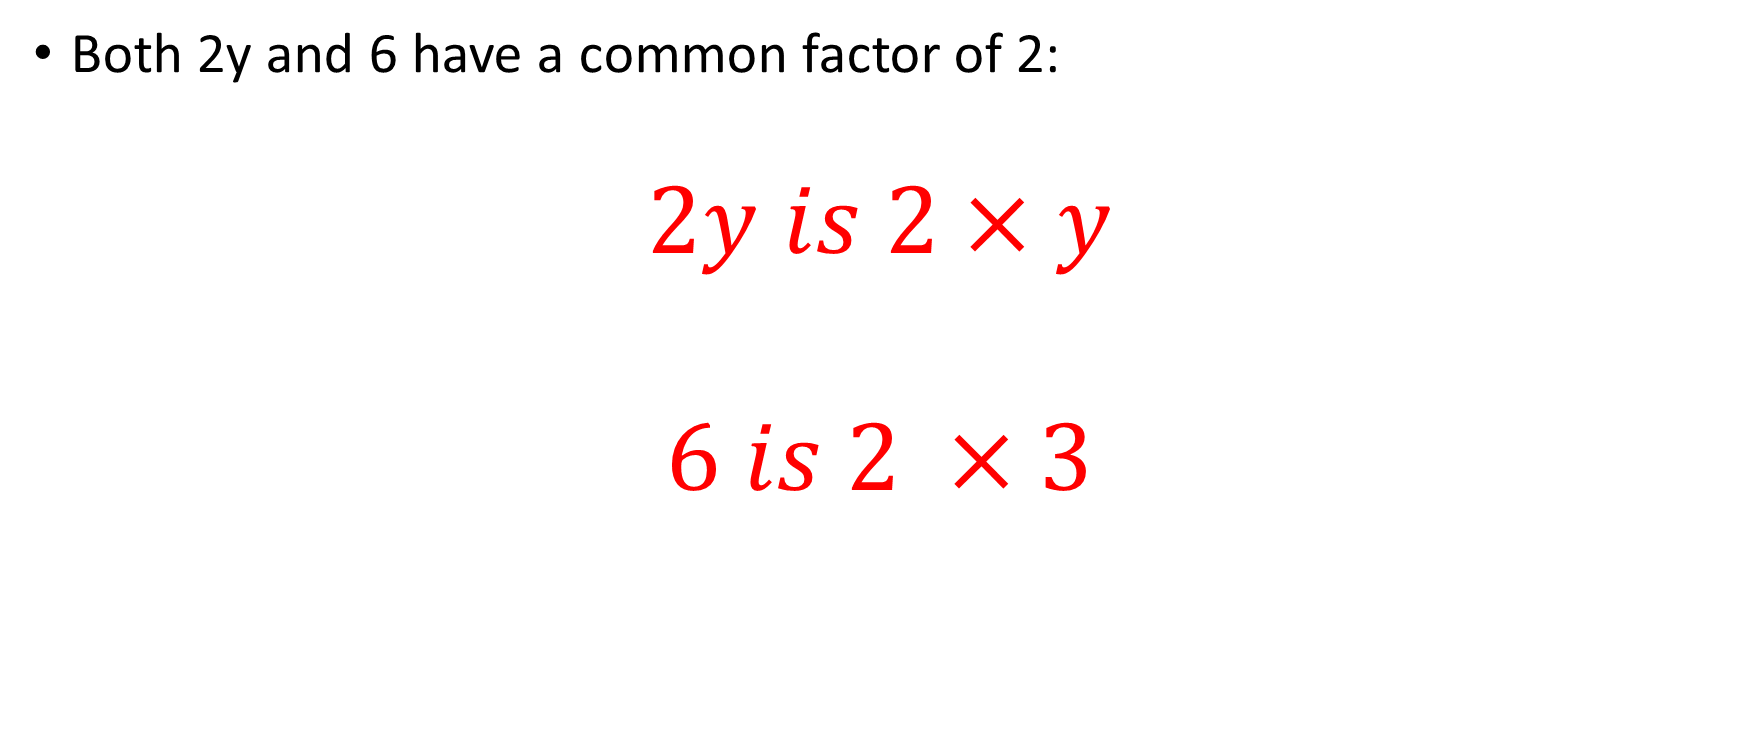 • Both 2y and 6 have a common factor of 2:
2y is 2 × y
6 is 2 × 3